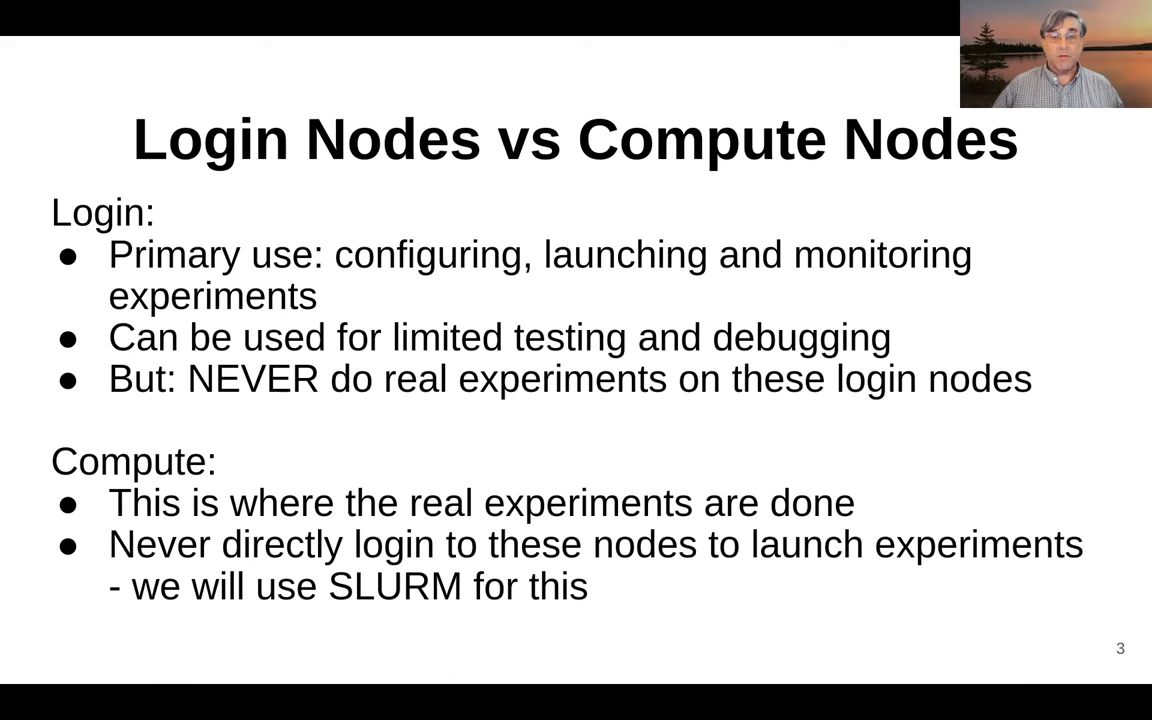 Login Nodes vs Compute Nodes
Login:
● Primary use: configuring, launching and monitoring
experiments
● Can be used for limited testing and debugging
● But: NEVER do real experiments on these login nodes
Compute:
● This is where the real experiments are done
● Never directly login to these nodes to launch experiments
- we will use SLURM for this
3